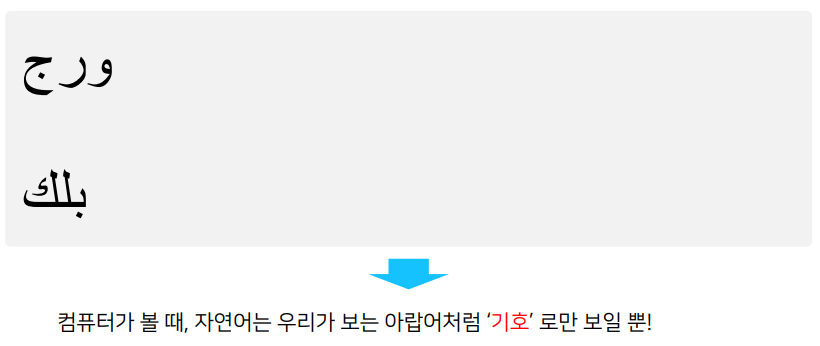 ورج
بلك
컴퓨터가 볼 때, 자연어는 우리가 보는 아랍어처럼 ‘기호’ 로만 보일 뿐!